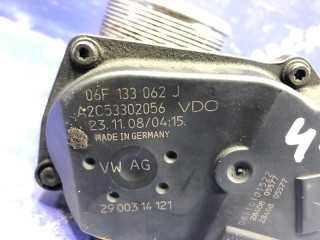 06F 133 062 J
A2C53302056 VDO
23.11.08/04:15.
MADE IN GERMANY
VW AG
29 003 14 121